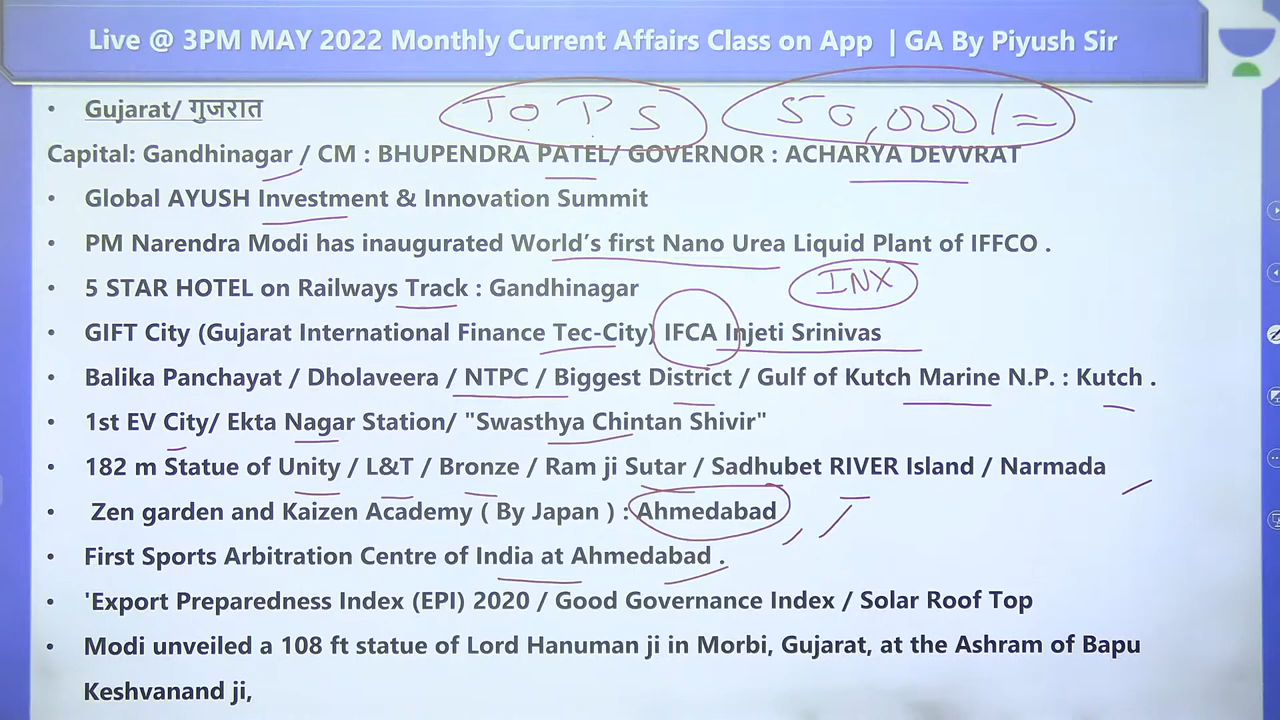 Live @ 3PM MAY 2022 Monthly Current Affairs Class on App | GA By Piyush Sir
• Gujarat/ गुजरात
TOPS 50,000/=
Capital: Gandhinagar / CM : BHUPENDRA PATEL/ GOVERNOR : ACHARYA DEVVRAT
• Global AYUSH Investment & Innovation Summit
• PM Narendra Modi has inaugurated World's first Nano Urea Liquid Plant of IFFCO .
• 5 STAR HOTEL on Railways Track : Gandhinagar
INX
• GIFT City (Gujarat International Finance Tec-City) IFCA Injeti Srinivas
• Balika Panchayat / Dholaveera / NTPC / Biggest District / Gulf of Kutch Marine N.P. : Kutch .
• 1st EV City/ Ekta Nagar Station/ "Swasthya Chintan Shivir"
• 182 m Statue of Unity / L&T / Bronze / Ram ji Sutar / Sadhubet RIVER Island / Narmada
• Zen garden and Kaizen Academy ( By Japan ) : Ahmedabad
• First Sports Arbitration Centre of India at Ahmedabad .
• 'Export Preparedness Index (EPI) 2020 / Good Governance Index / Solar Roof Top
• Modi unveiled a 108 ft statue of Lord Hanuman ji in Morbi, Gujarat, at the Ashram of Bapu
Keshvanand ji,